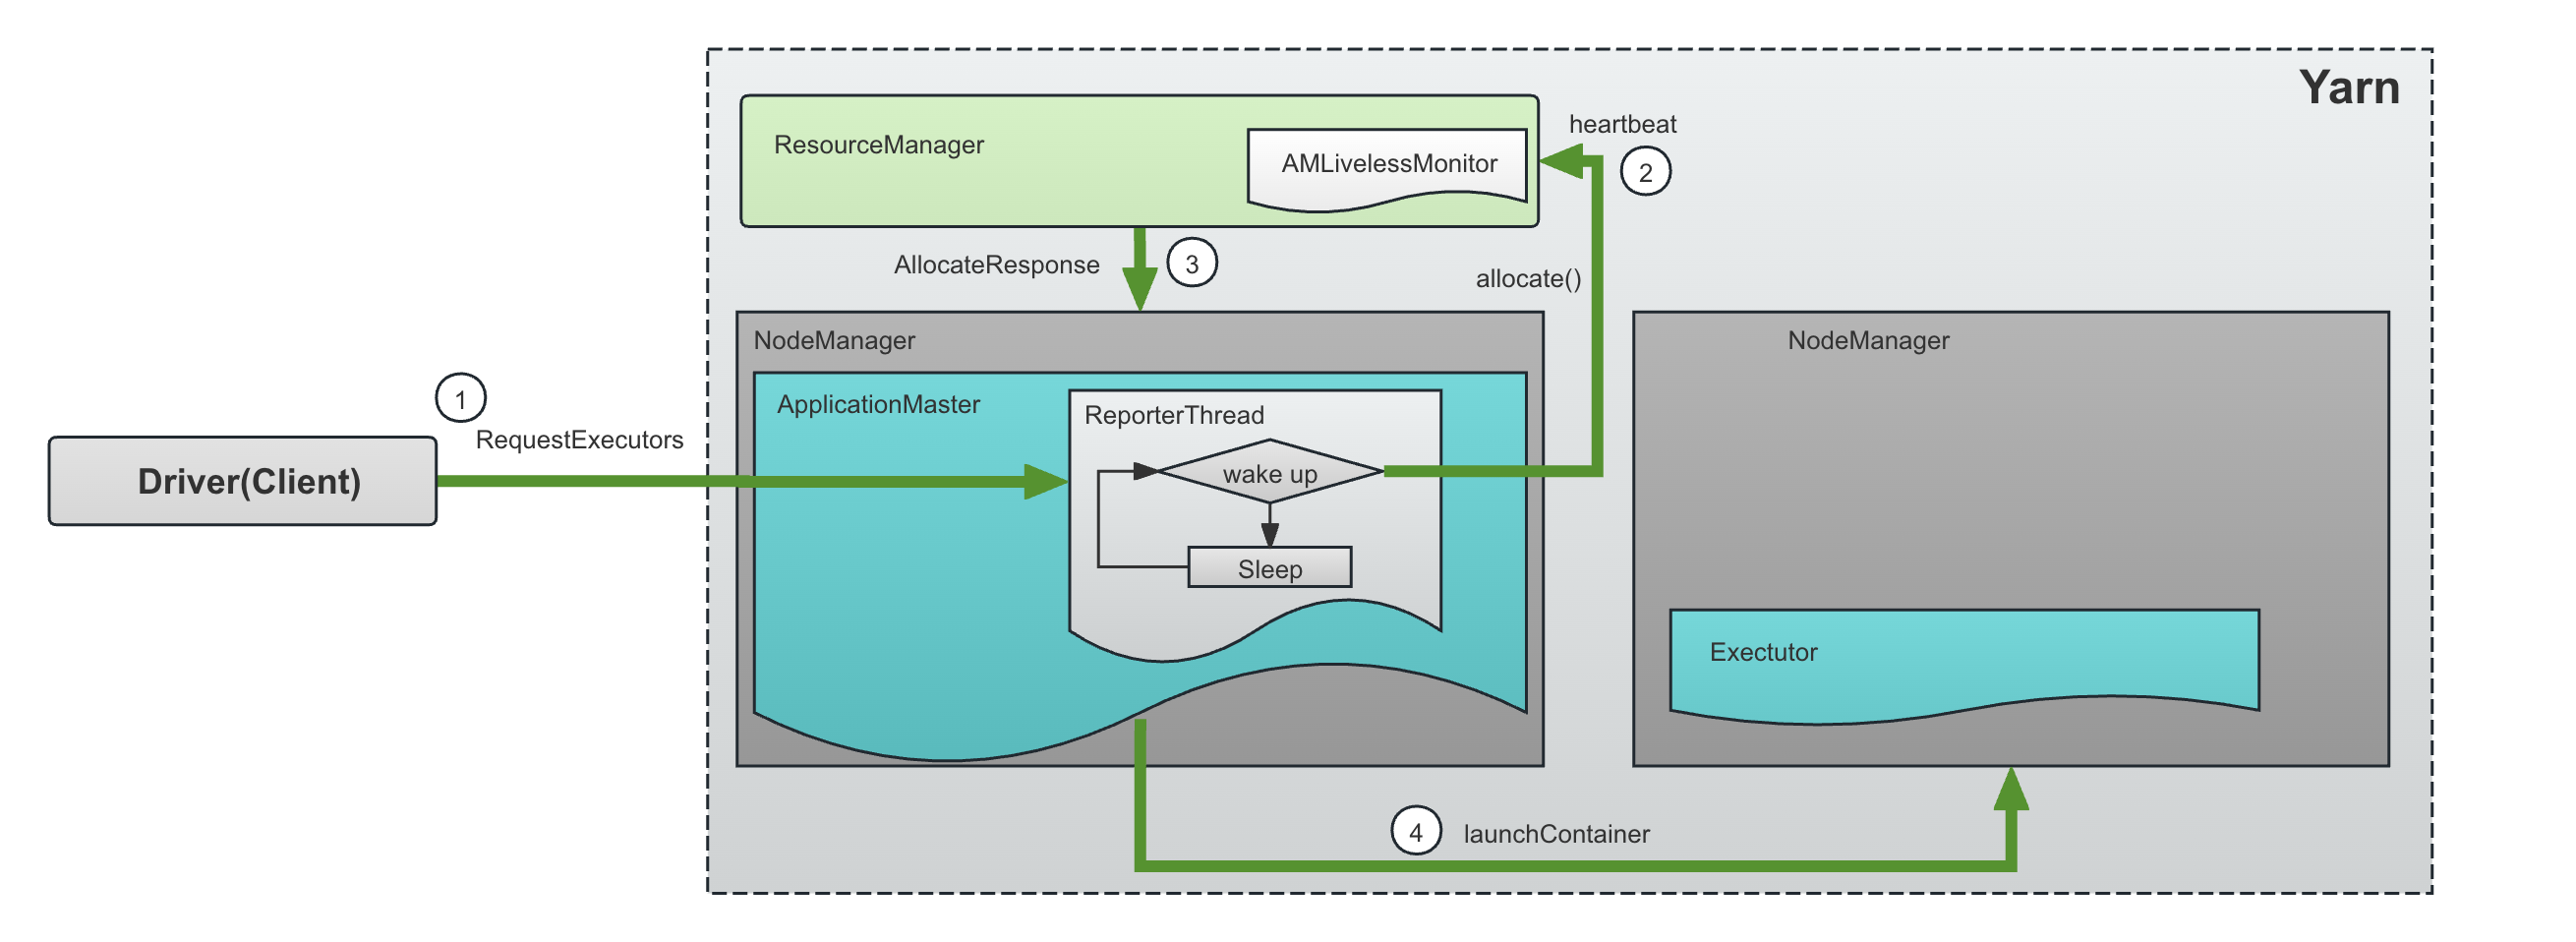 Yarn
ResourceManager
AMLivelessMonitor
heartbeat
2
AllocateResponse
3
allocate()
NodeManager
NodeManager
1
RequestExecutors
Driver(Client)
ApplicationMaster
ReporterThread
wake up
Sleep
Exectutor
4
launchContainer